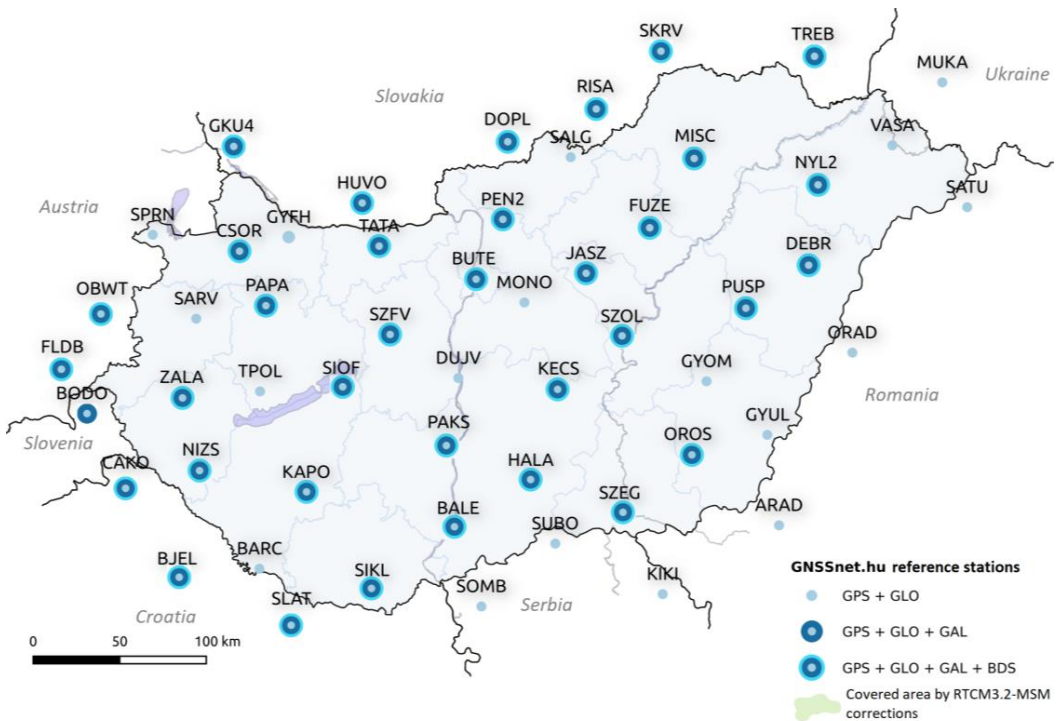 SKRV
TREB
MUKA
Ukraine
Slovakia
RISA
DOPL
SALG
MISC
VASA
GKU4
NYL2
HUVO
SATU
Austria
SPRN
CSOR
GYFH
TATA
PEN2
FUZE
DEBR
BUTE
JASZ
MONO
OBWT
SARV
PAPA
PUSP
SZFV
SZOL
ORAD
FLDB
ZALA
TPOL
SIOF
DUJV
KECS
GYOM
BODO
Romania
Slovenia
GYUL
PAKS
OROS
NIZS
CAKO
KAPO
HALA
SZEG
BALE
SUBO
ARAD
BJEL
BARC
SIKL
SOMB
KIKI
SLAT
Croatia
Serbia
GNSSnet.hu reference stations
GPS + GLO
GPS + GLO + GAL
GPS + GLO + GAL + BDS
Covered area by RTCM3.2-MSM
corrections
0 50 100 km